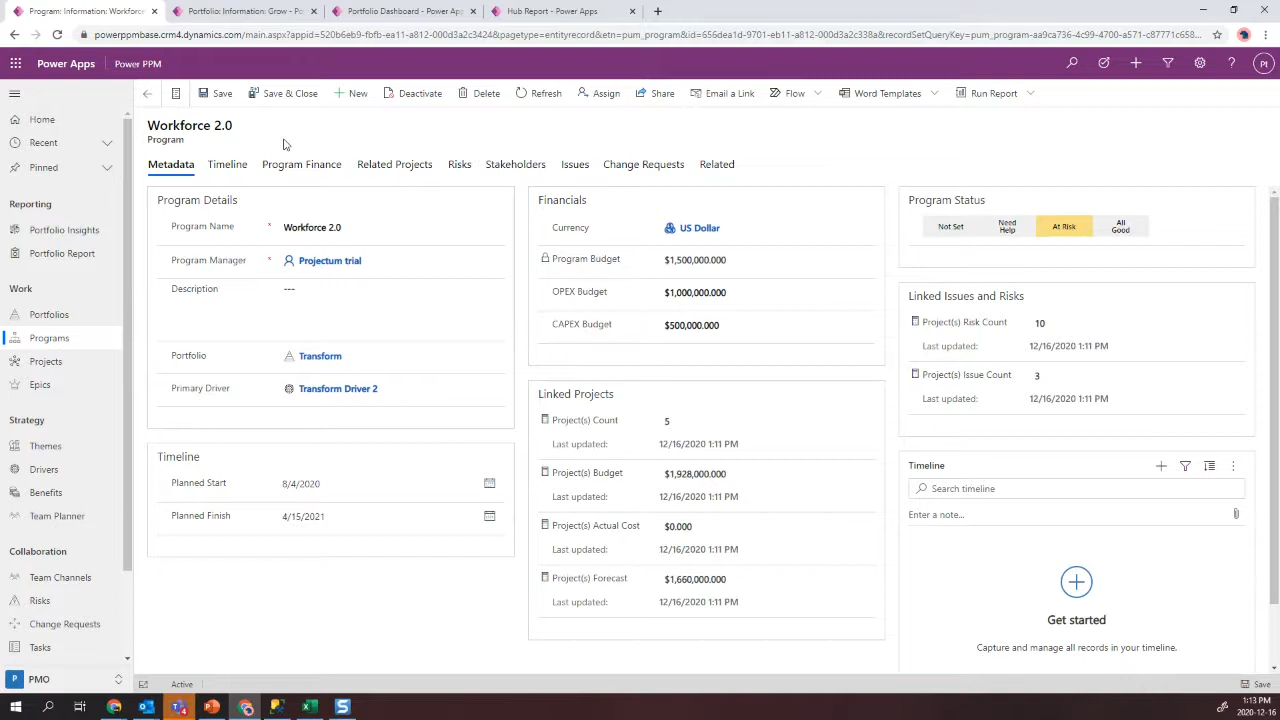 Program: Information: Workforce
Portfolio: Information: Grow - Po
Portfolio Dashboard - Power Ap
Hub Report - Power Apps
powerppmbase.crm4.dynamics.com/main.aspx?appid=520b6eb9-fbfb-ea11-a812-000d3a2c3424&pagetype=entityrecord&etn=pum_program&id=656dea1d-9701-eb11-a812-000d3a2c338a&recordSetQueryKey=pum_program-aa9ca736-4c99-4700-a571-c87771c658...
Power Apps
Power PPM
PI
Save
Save & Close
New
Deactivate
Delete
Refresh
Assign
Share
Email a Link
Flow
Word Templates
Run Report
Home
Recent
Pinned
Reporting
Portfolio Insights
Portfolio Report
Work
Portfolios
Programs
Projects
Epics
Strategy
Themes
Drivers
Benefits
Team Planner
Collaboration
Team Channels
Risks
Change Requests
Tasks
P PMO
Workforce 2.0
Program
Metadata
Timeline
Program Finance
Related Projects
Risks
Stakeholders
Issues
Change Requests
Related
Program Details
Program Name * Workforce 2.0
Program Manager * Projectum trial
Description ---
Portfolio Transform
Primary Driver Transform Driver 2
Timeline
Planned Start 8/4/2020
Planned Finish 4/15/2021
Financials
Currency US Dollar
Program Budget $1,500,000.000
OPEX Budget $1,000,000.000
CAPEX Budget $500,000.000
Linked Projects
Project(s) Count 5
Last updated: 12/16/2020 1:11 PM
Project(s) Budget $1,928,000.000
Last updated: 12/16/2020 1:11 PM
Project(s) Actual Cost $0.000
Last updated: 12/16/2020 1:11 PM
Project(s) Forecast $1,660,000.000
Last updated: 12/16/2020 1:11 PM
Program Status
Not Set
Need
Help
At Risk
All
Good
Linked Issues and Risks
Project(s) Risk Count 10
Last updated: 12/16/2020 1:11 PM
Project(s) Issue Count 3
Last updated: 12/16/2020 1:11 PM
Timeline
Search timeline
Enter a note...
Get started
Capture and manage all records in your timeline.
Active
Save
1:13 PM
2020-12-16